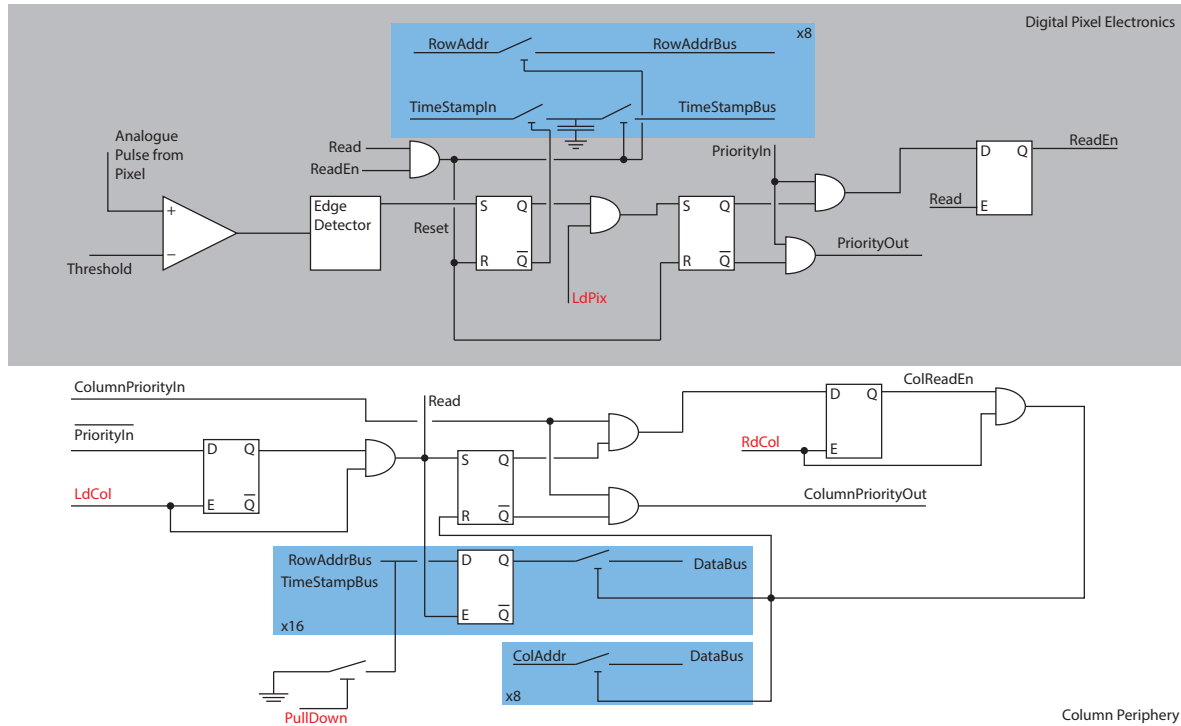 Digital Pixel Electronics
x8
RowAddr
RowAddrBus
TimeStampIn
TimeStampBus
Analogue
Pulse from
Pixel
Read
ReadEn
PriorityIn
D
Q
ReadEn
Read
E
+
−
Threshold
Edge
Detector
Reset
S
Q
R
Q̅
LdPix
S
Q
R
Q̅
PriorityOut
ColumnPriorityIn
Read
ColReadEn
P̅r̅i̅o̅r̅i̅t̅y̅I̅n̅
D
Q
E
Q̅
LdCol
S
Q
R
Q̅
D
Q
E
RdCol
ColumnPriorityOut
RowAddrBus
TimeStampBus
D
Q
E
Q̅
DataBus
x16
ColAddr
DataBus
x8
PullDown
Column Periphery